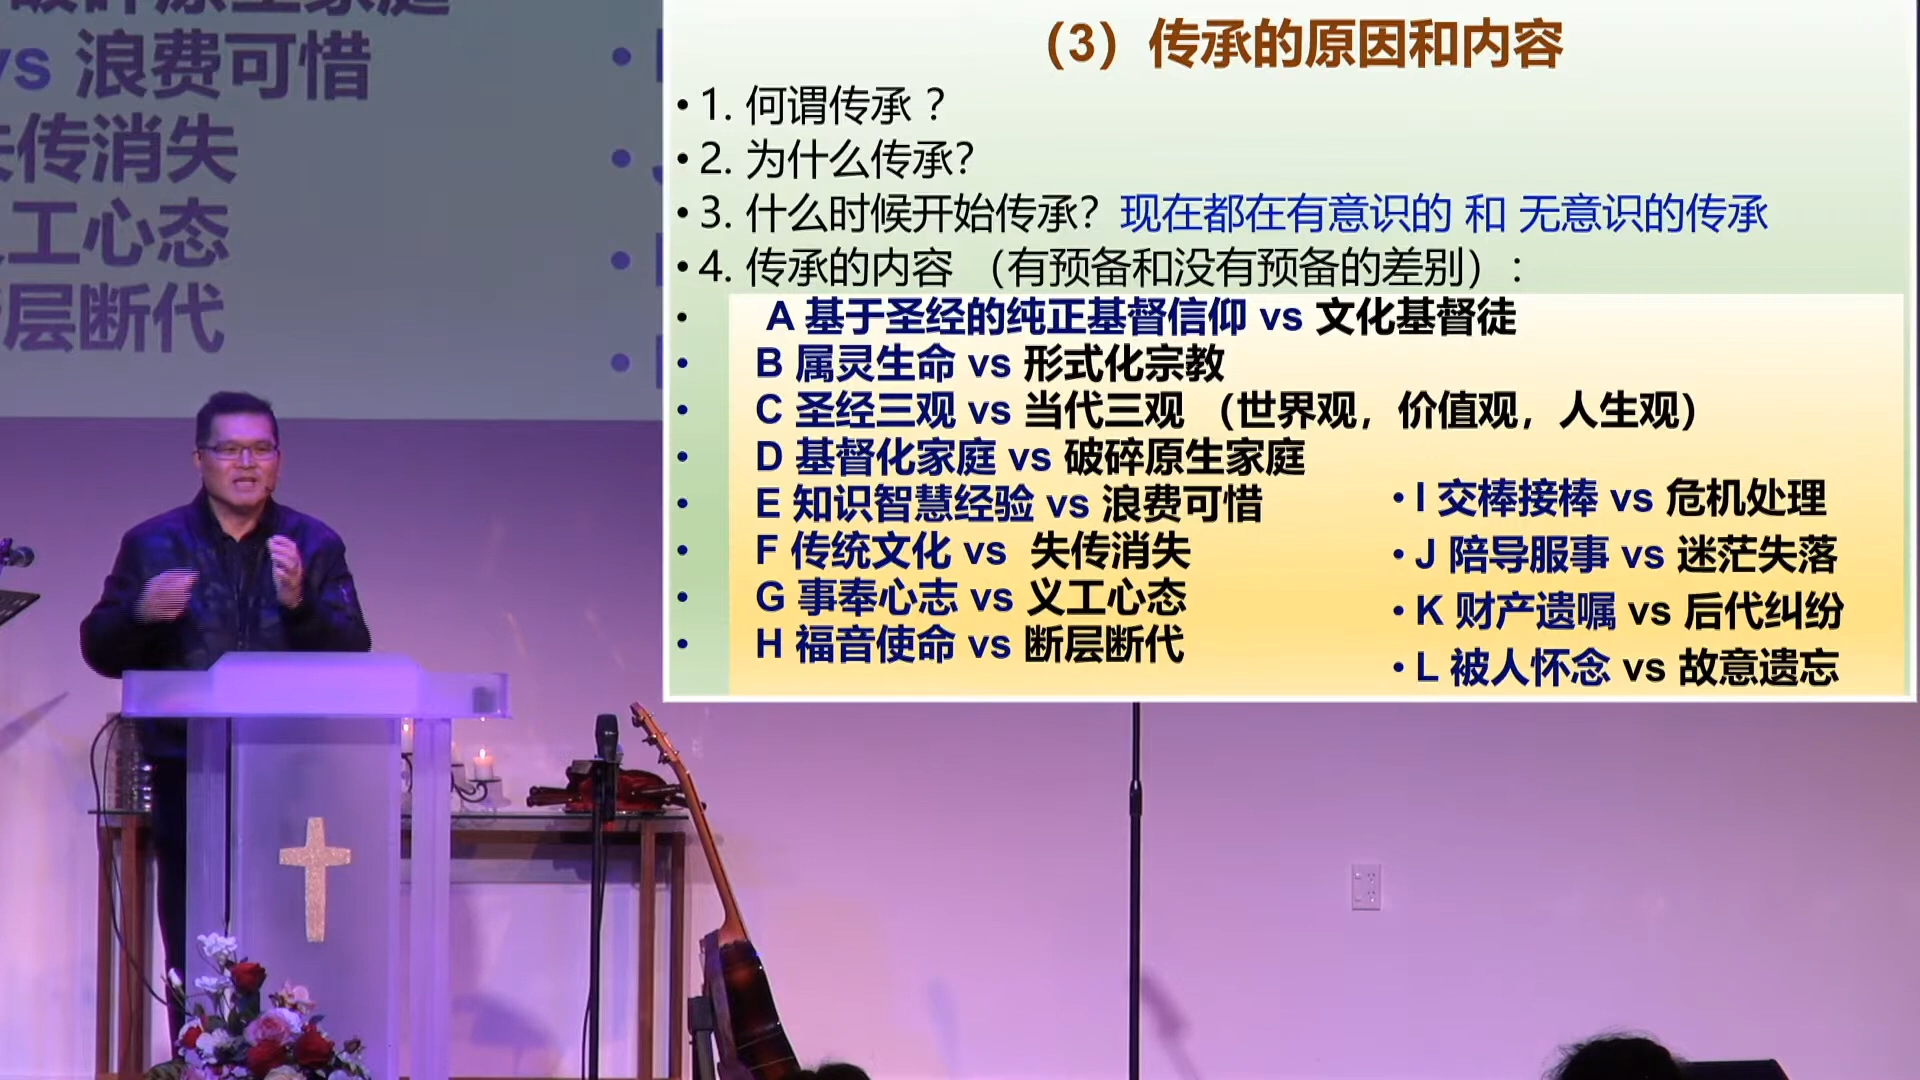 破碎原生家庭
vs 浪费可惜
失传消失
义工心态
断层断代
（3）传承的原因和内容
• 1. 何谓传承 ?
• 2. 为什么传承?
• 3. 什么时候开始传承? 现在都在有意识的 和 无意识的传承
• 4. 传承的内容 （有预备和没有预备的差别）:
• A 基于圣经的纯正基督信仰 vs 文化基督徒
• B 属灵生命 vs 形式化宗教
• C 圣经三观 vs 当代三观 （世界观，价值观，人生观）
• D 基督化家庭 vs 破碎原生家庭
• E 知识智慧经验 vs 浪费可惜
• F 传统文化 vs 失传消失
• G 事奉心志 vs 义工心态
• H 福音使命 vs 断层断代
• I 交棒接棒 vs 危机处理
• J 陪导服事 vs 迷茫失落
• K 财产遗嘱 vs 后代纠纷
• L 被人怀念 vs 故意遗忘